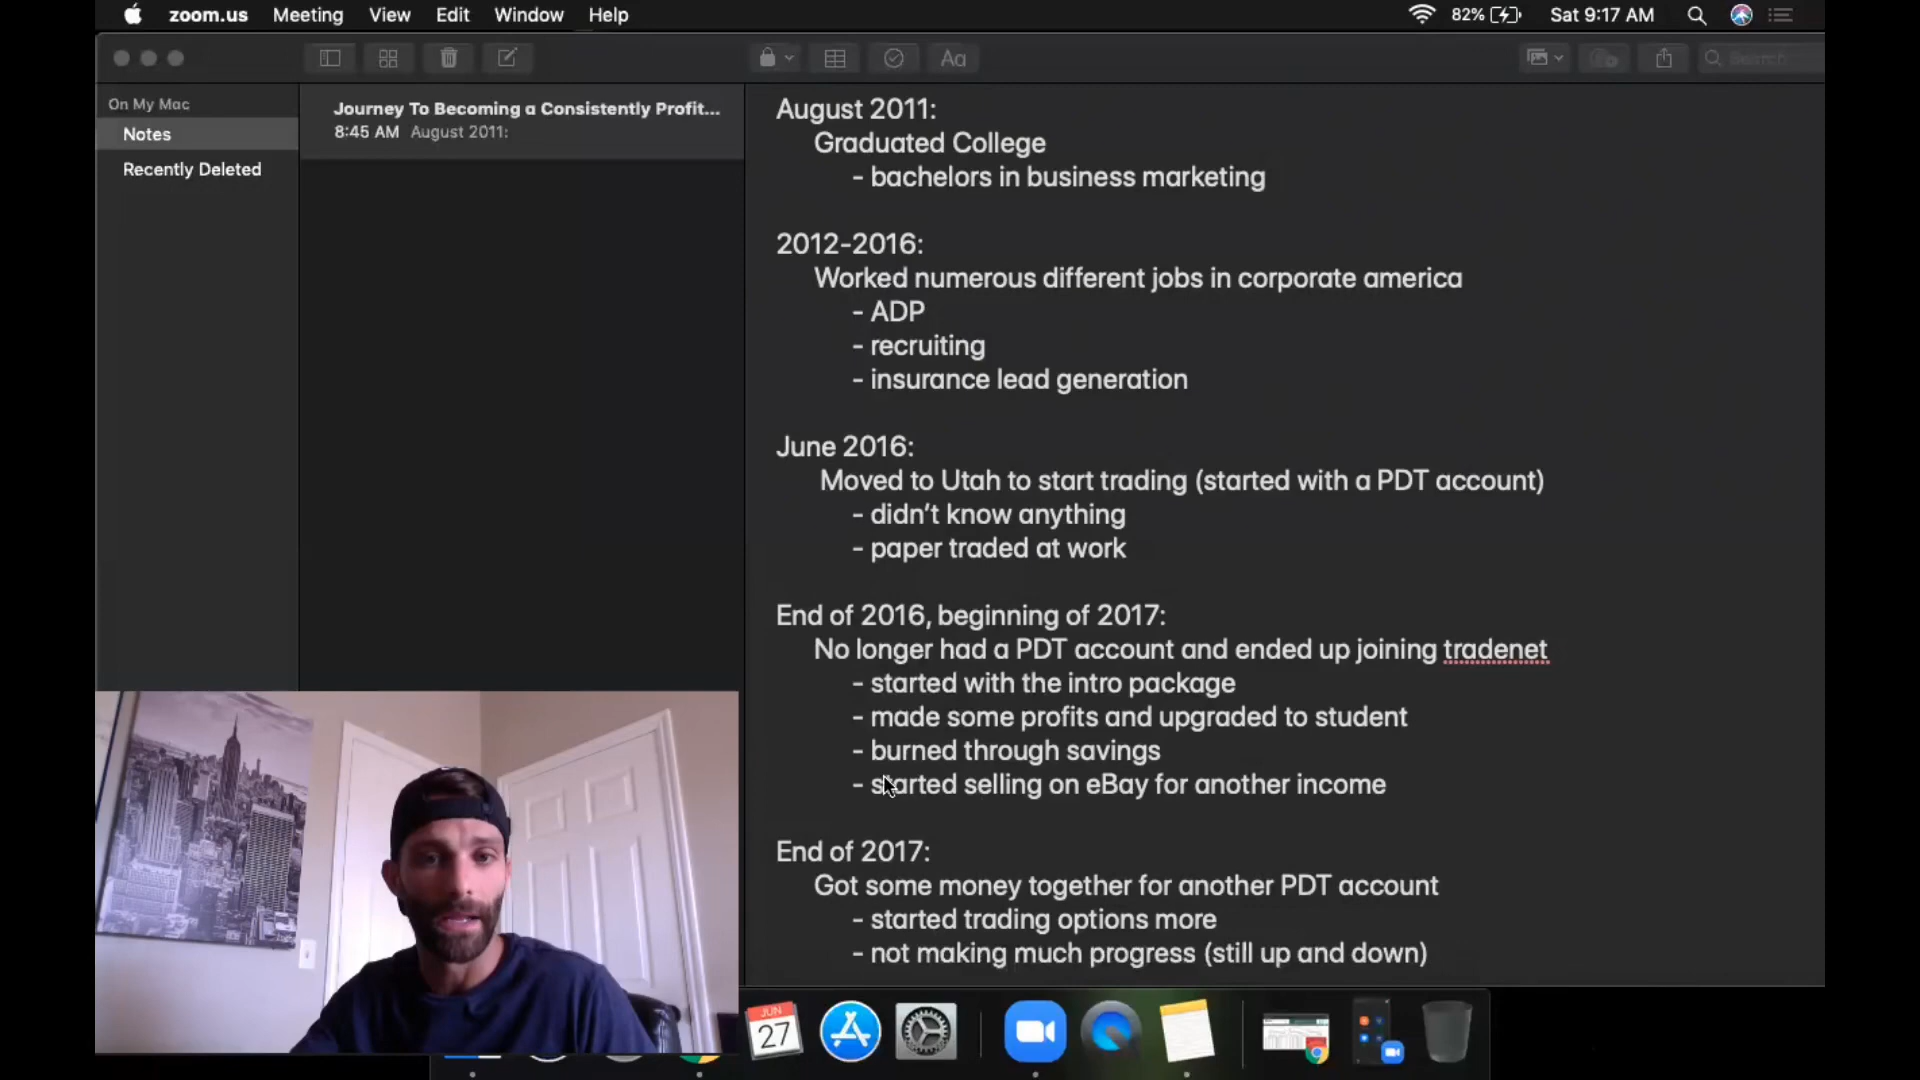 zoom.us Meeting View Edit Window Help 82% Sat 9:17 AM
Aa
Search
On My Mac
Notes
Recently Deleted
Journey To Becoming a Consistently Profit...
8:45 AM August 2011:
August 2011:
Graduated College
- bachelors in business marketing
2012-2016:
Worked numerous different jobs in corporate america
- ADP
- recruiting
- insurance lead generation
June 2016:
Moved to Utah to start trading (started with a PDT account)
- didn't know anything
- paper traded at work
End of 2016, beginning of 2017:
No longer had a PDT account and ended up joining tradenet
- started with the intro package
- made some profits and upgraded to student
- burned through savings
- started selling on eBay for another income
End of 2017:
Got some money together for another PDT account
- started trading options more
- not making much progress (still up and down)
JUN
27